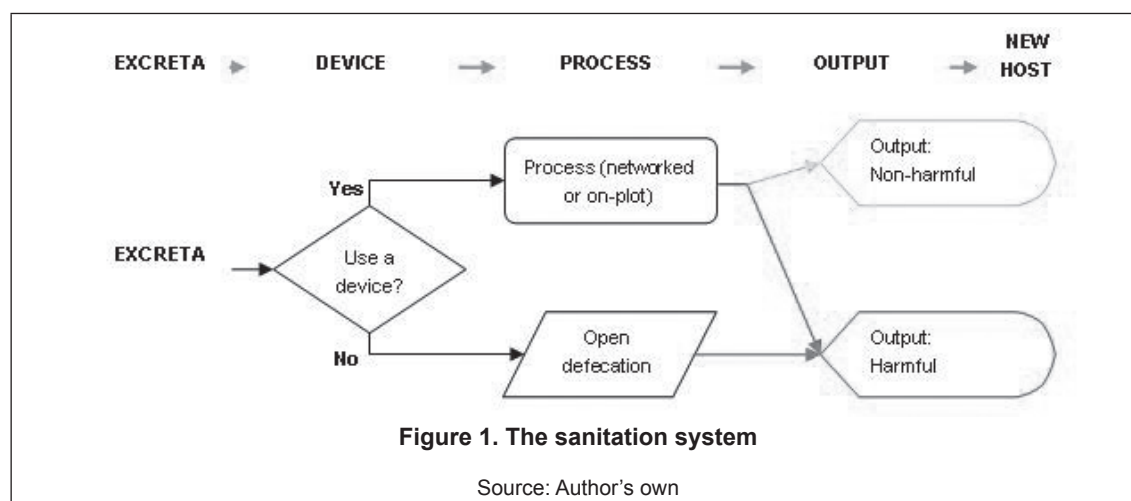 EXCRETA DEVICE PROCESS OUTPUT NEW HOST
Process (networked
or on-plot)
Output:
Non-harmful
Yes
EXCRETA
Use a
device?
No
Open
defecation
Output:
Harmful
Figure 1. The sanitation system
Source: Author's own